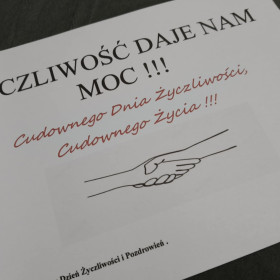 CZLIWOŚĆ DAJE NAM
MOC !!!
Cudownego Dnia Życzliwości,
Cudownego Życia !!!
Dzień Życzliwości i Pozdrowień .